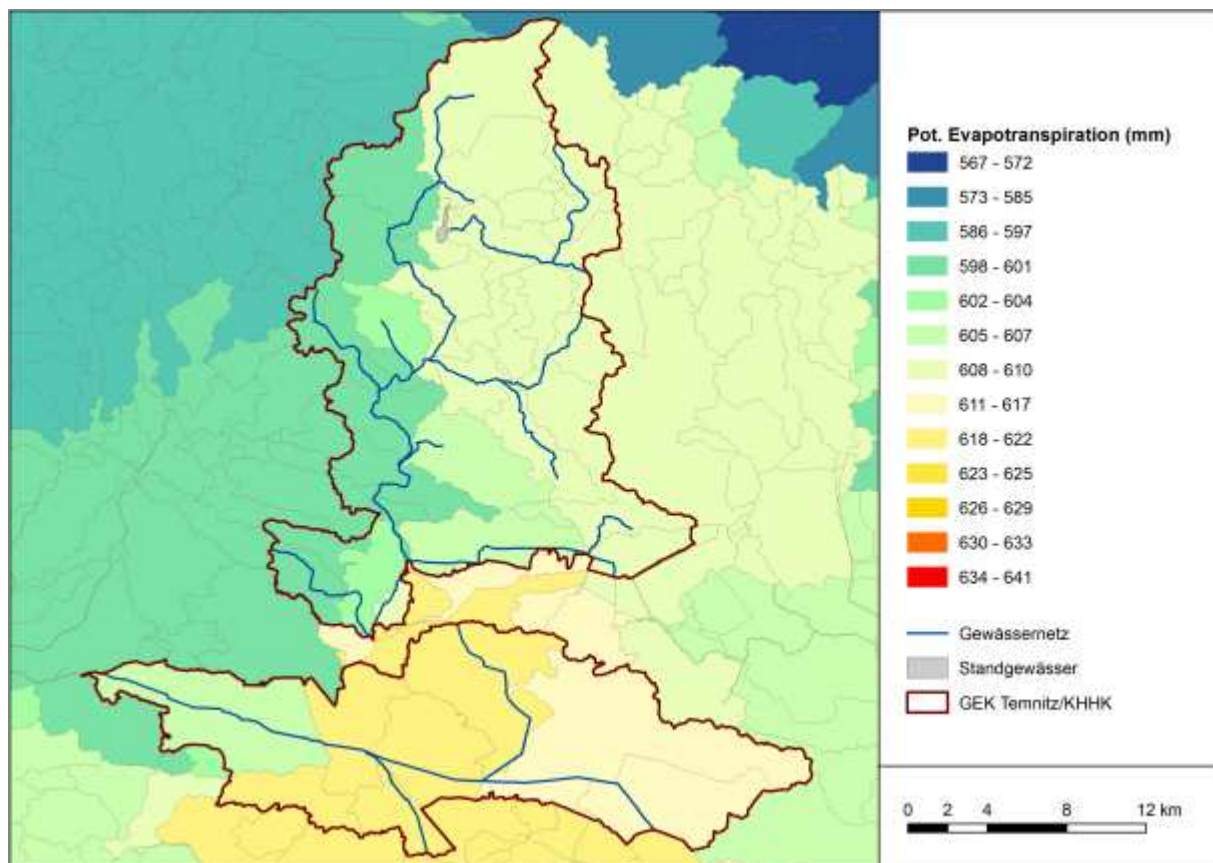 Pot. Evapotranspiration (mm)
567 - 572
573 - 585
586 - 597
598 - 601
602 - 604
605 - 607
608 - 610
611 - 617
618 - 622
623 - 625
626 - 629
630 - 633
634 - 641
Gewässernetz
Standgewässer
GEK Temnitz/KHHK
0 2 4 8 12 km